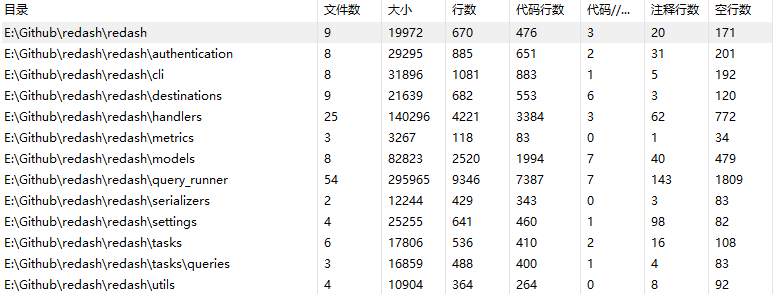 目录 文件数 大小 行数 代码行数 代码//... 注释行数 空行数
E:\Github\redash\redash 9 19972 670 476 3 20 171
E:\Github\redash\redash\authentication 8 29295 885 651 2 31 201
E:\Github\redash\redash\cli 8 31896 1081 883 1 5 192
E:\Github\redash\redash\destinations 9 21639 682 553 6 3 120
E:\Github\redash\redash\handlers 25 140296 4221 3384 3 62 772
E:\Github\redash\redash\metrics 3 3267 118 83 0 1 34
E:\Github\redash\redash\models 8 82823 2520 1994 7 40 479
E:\Github\redash\redash\query_runner 54 295965 9346 7387 7 143 1809
E:\Github\redash\redash\serializers 2 12244 429 343 0 3 83
E:\Github\redash\redash\settings 4 25255 641 460 1 98 82
E:\Github\redash\redash\tasks 6 17806 536 410 2 16 108
E:\Github\redash\redash\tasks\queries 3 16859 488 400 1 4 83
E:\Github\redash\redash\utils 4 10904 364 264 0 8 92